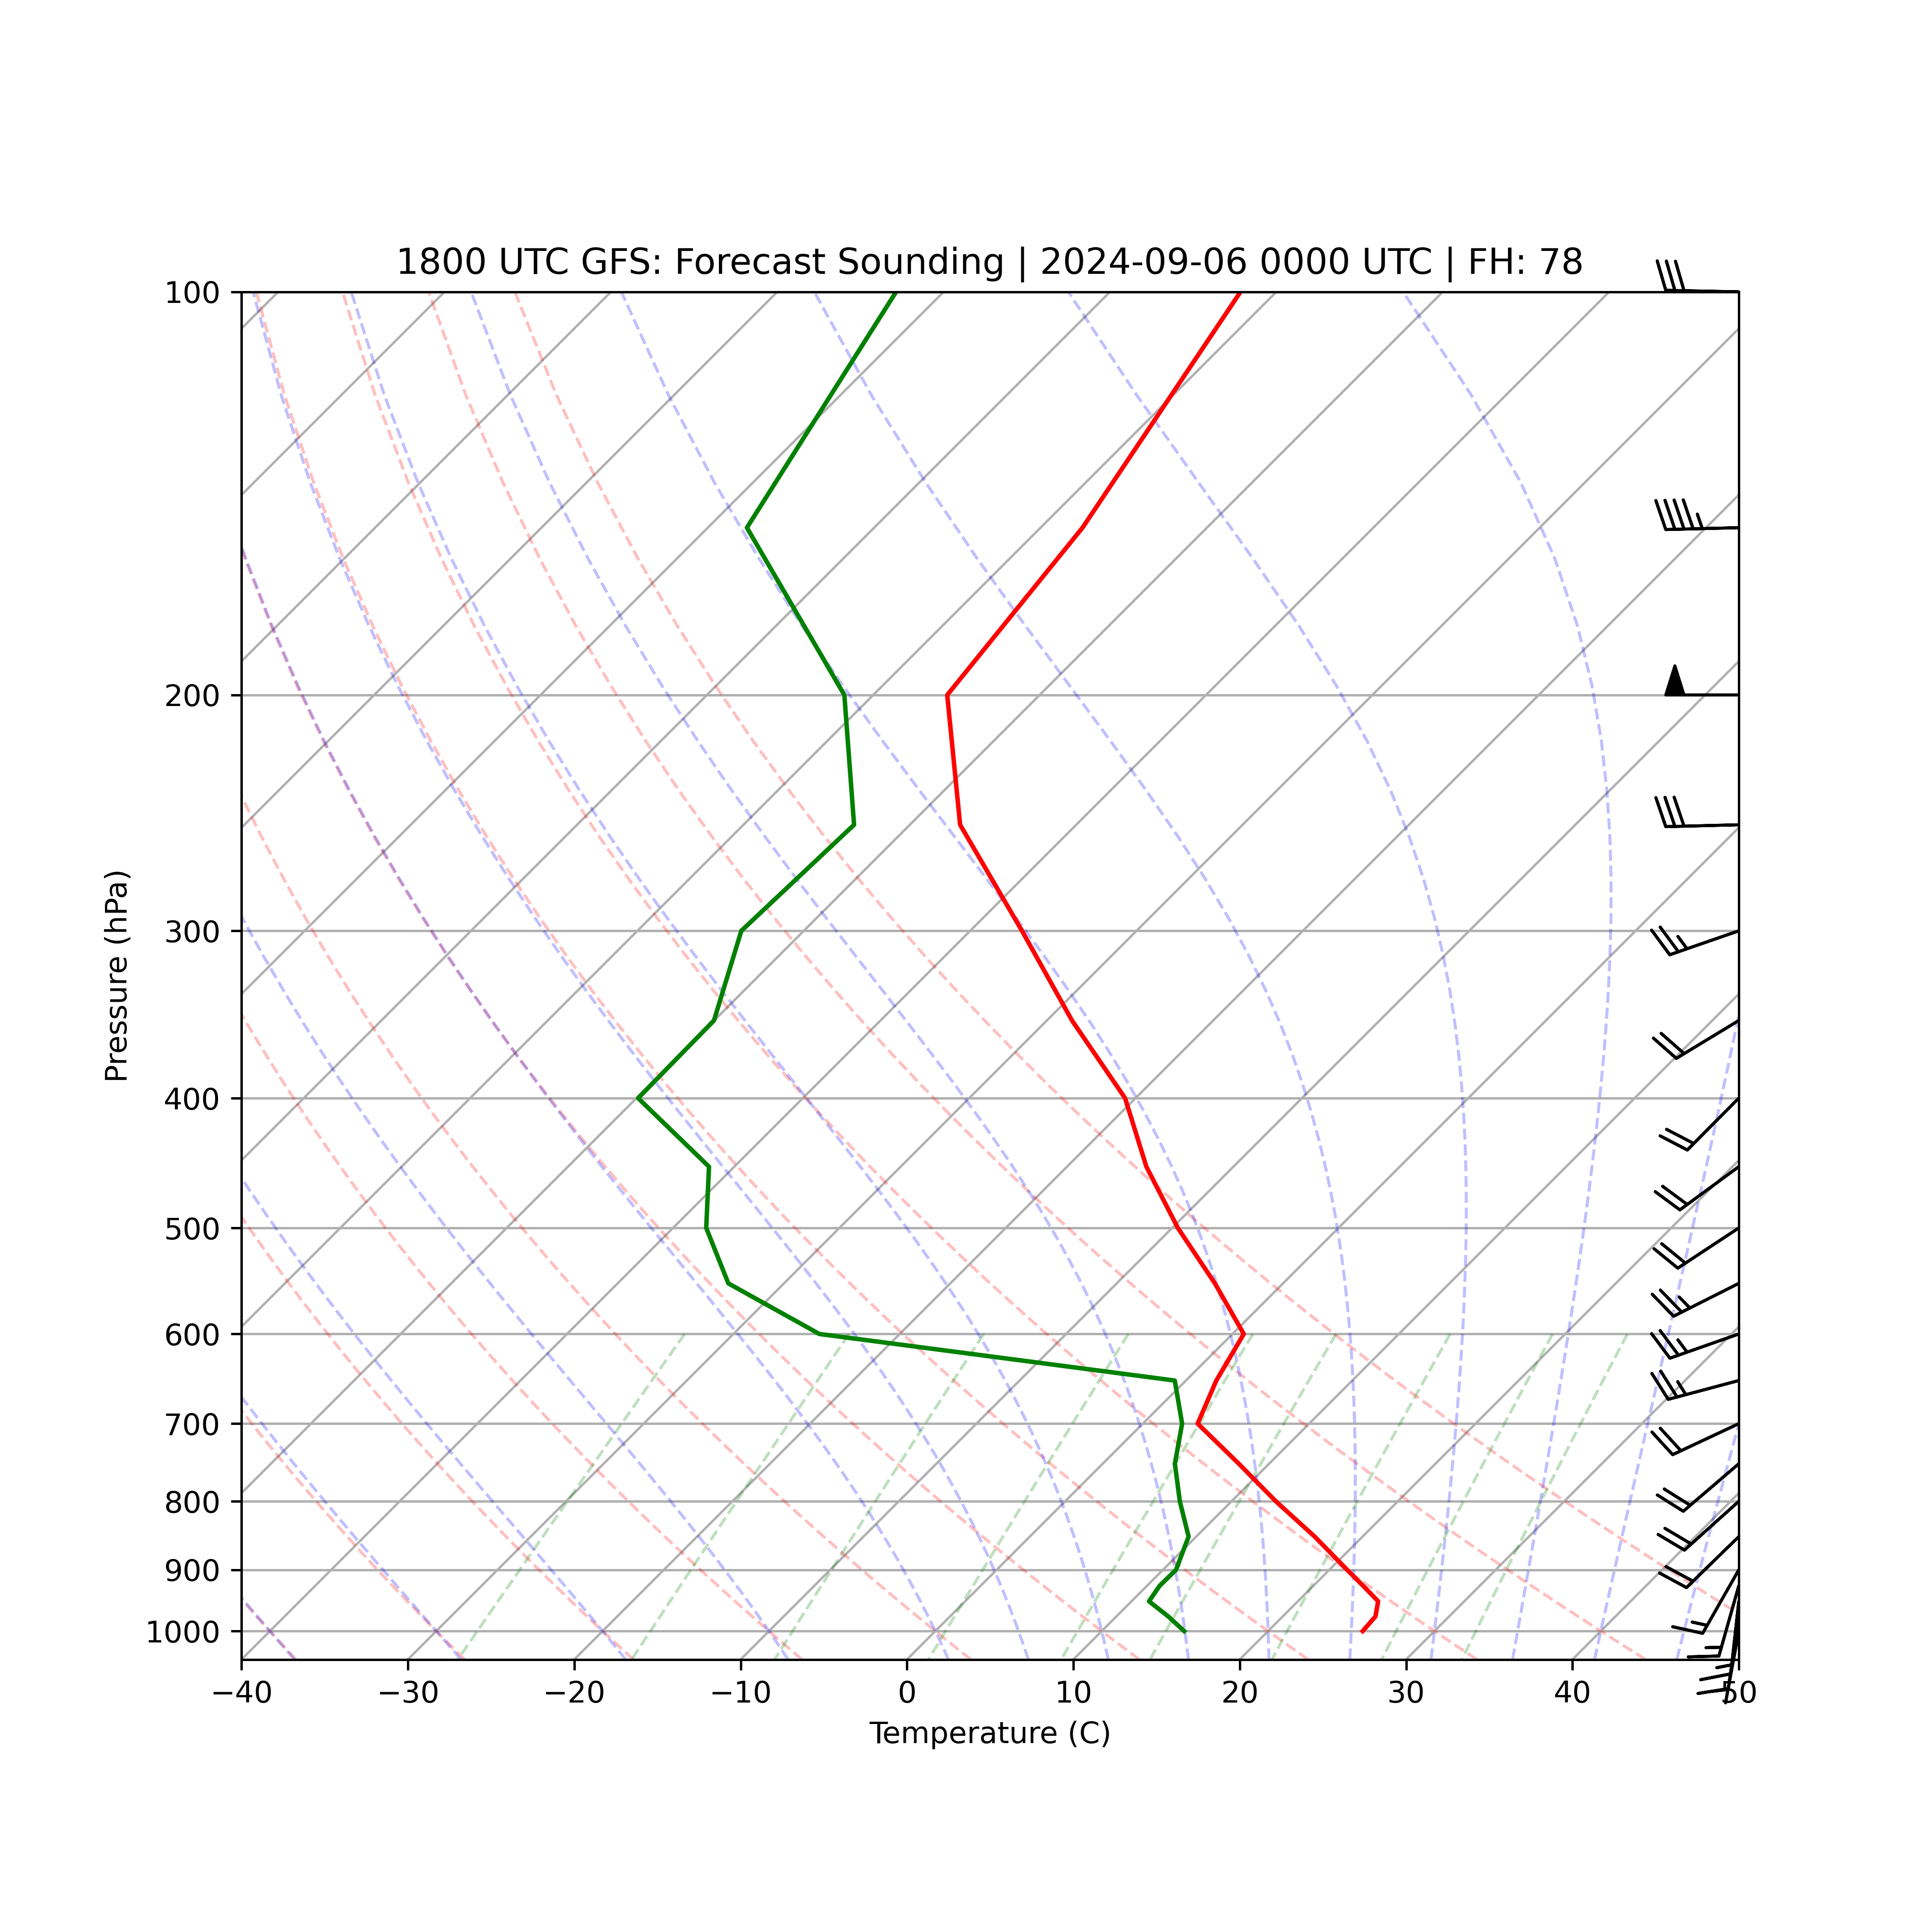 1800 UTC GFS: Forecast Sounding | 2024-09-06 0000 UTC | FH: 78
100
200
300
400
500
600
700
800
900
1000
Pressure (hPa)
−40 −30 −20 −10 0 10 20 30 40 50
Temperature (C)